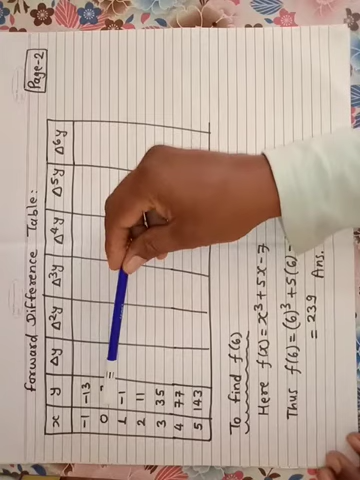 Page-2
Forward Difference Table:
x y Δy Δ²y Δ³y Δ⁴y Δ⁵y Δ⁶y
-1 -13
0
1 -1
2 11
3 35
4 77
5 143
To find f(6)
Here f(x) = x³ + 5x - 7
Thus f(6) = (6)³ + 5(6) -
= 239 Ans.